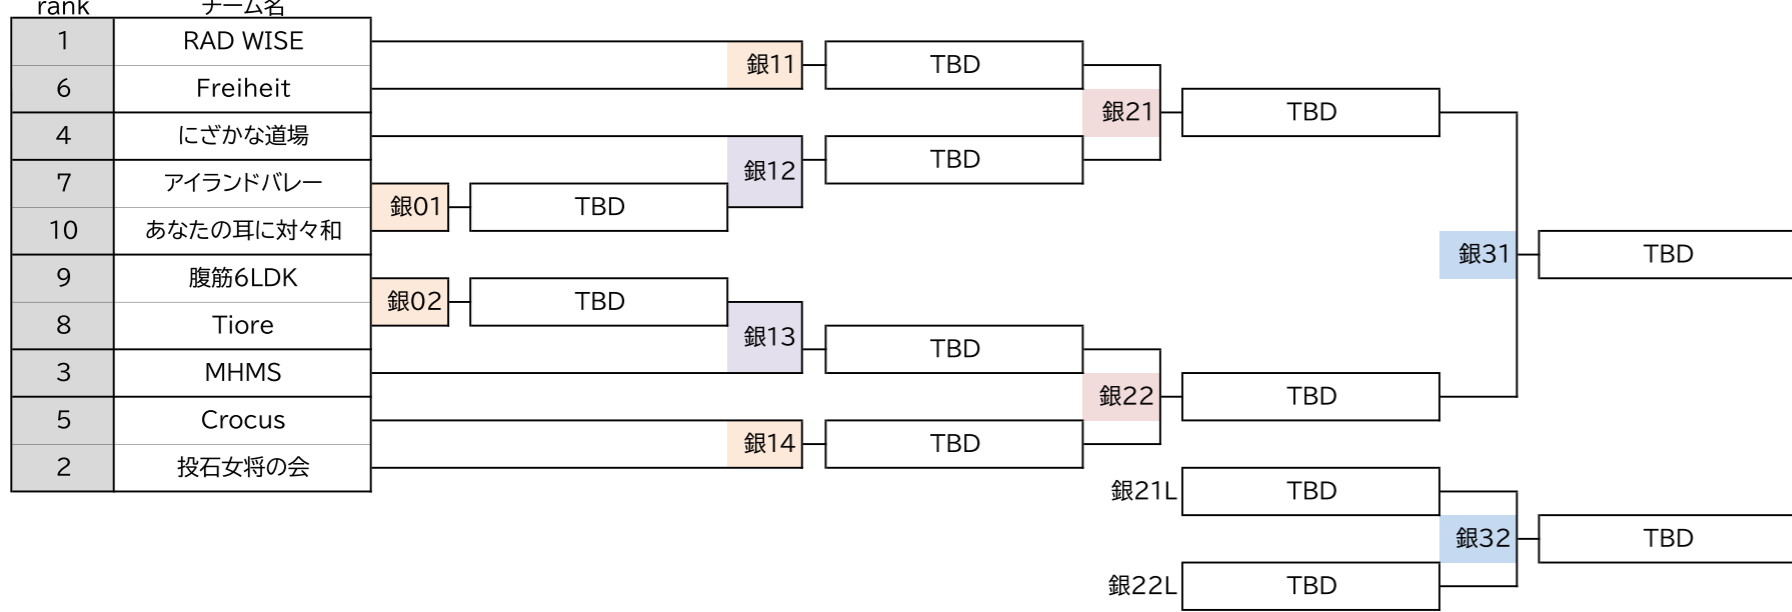 rank チーム名
1 RAD WISE
銀11 TBD
6 Freiheit
銀21 TBD
4 にざかな道場
銀12 TBD
7 アイランドバレー
銀01 TBD
10 あなたの耳に対々和
銀31 TBD
9 腹筋6LDK
銀02 TBD
8 Tiore
銀13 TBD
3 MHMS
銀22 TBD
5 Crocus
銀14 TBD
2 投石女将の会
銀21L TBD
銀32 TBD
銀22L TBD